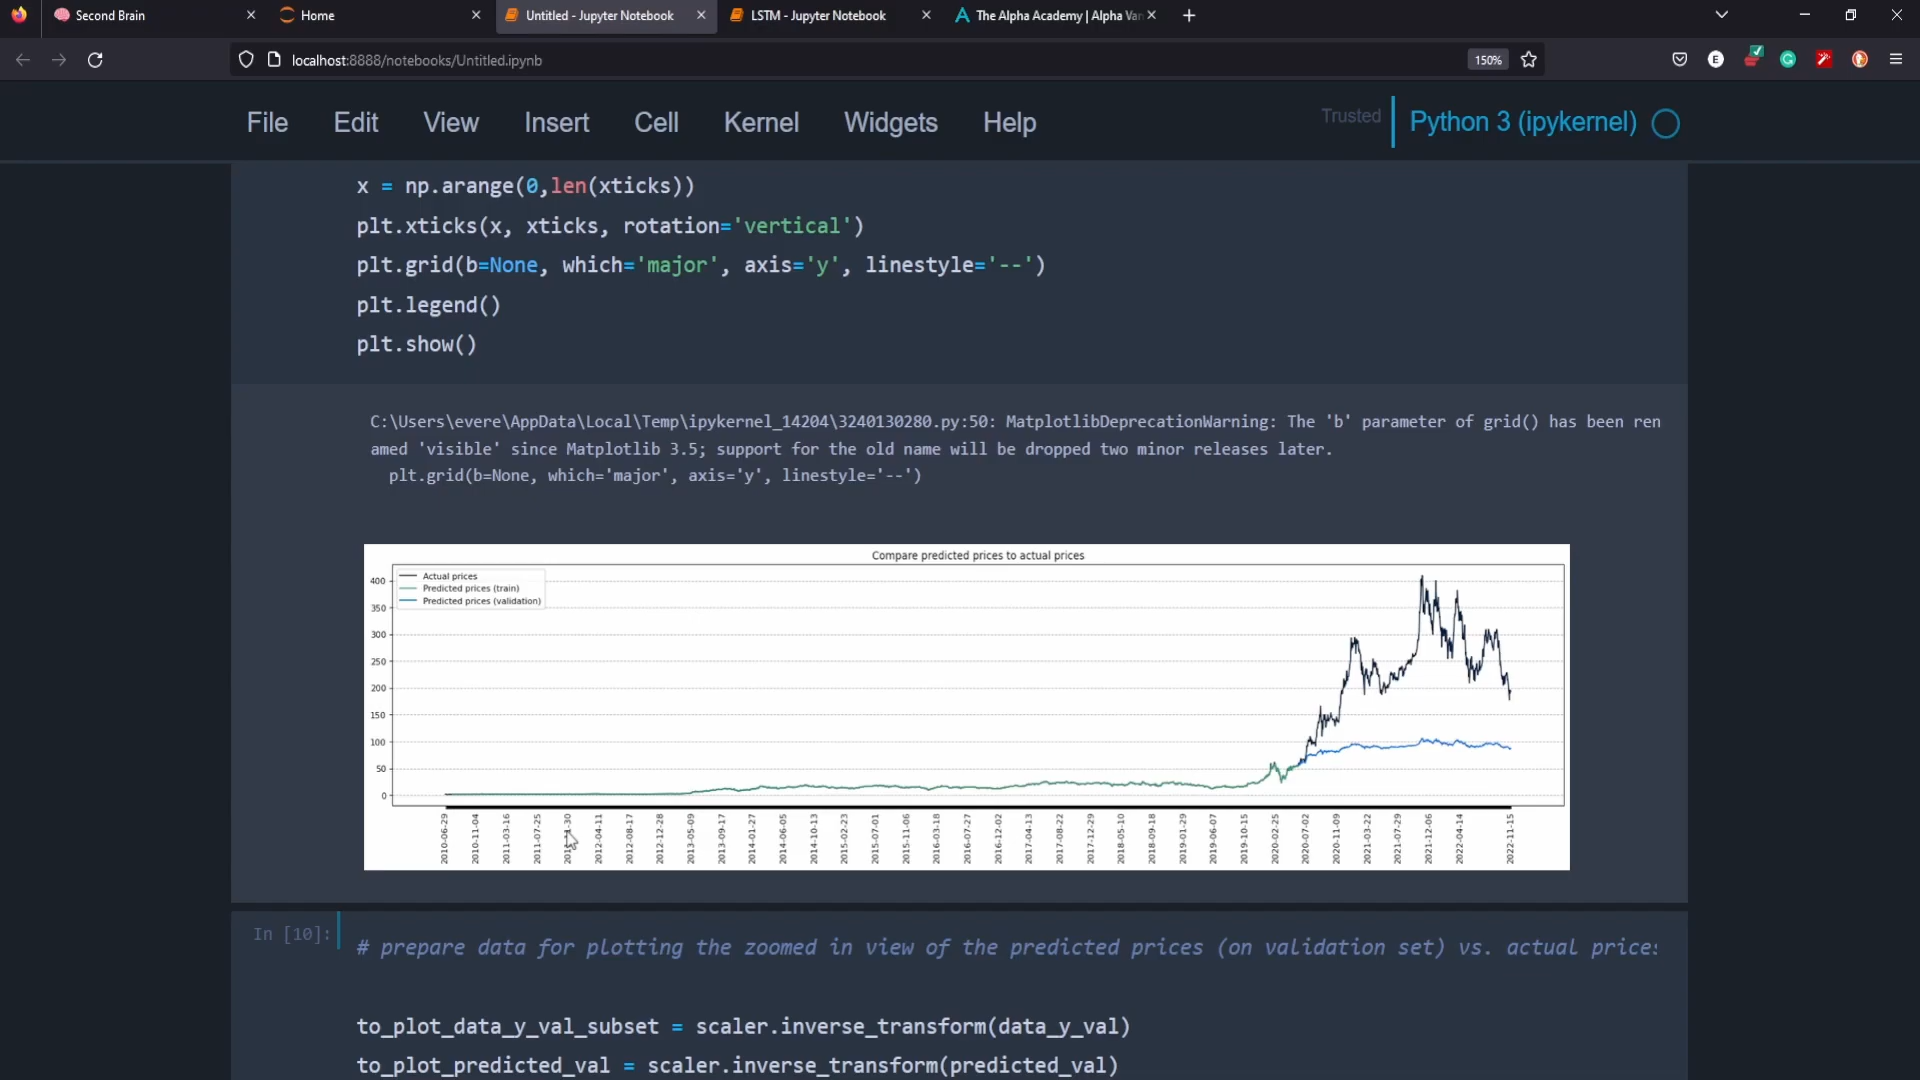 Second Brain
Home
Untitled - Jupyter Notebook
LSTM - Jupyter Notebook
The Alpha Academy | Alpha Van
localhost:8888/notebooks/Untitled.ipynb
150%
E
File Edit View Insert Cell Kernel Widgets Help
Trusted
Python 3 (ipykernel)
x = np.arange(0,len(xticks))
plt.xticks(x, xticks, rotation='vertical')
plt.grid(b=None, which='major', axis='y', linestyle='--')
plt.legend()
plt.show()
C:\Users\evere\AppData\Local\Temp\ipykernel_14204\3240130280.py:50: MatplotlibDeprecationWarning: The 'b' parameter of grid() has been ren
amed 'visible' since Matplotlib 3.5; support for the old name will be dropped two minor releases later.
plt.grid(b=None, which='major', axis='y', linestyle='--')
Compare predicted prices to actual prices
Actual prices
Predicted prices (train)
Predicted prices (validation)
400
350
300
250
200
150
100
50
0
2010-06-29
2010-11-04
2011-03-16
2011-07-25
2012-04-11
2012-08-17
2012-12-28
2013-05-09
2013-09-17
2014-01-27
2014-06-05
2014-10-13
2015-02-23
2015-07-01
2015-11-06
2016-03-18
2016-07-27
2016-12-02
2017-04-13
2017-08-22
2017-12-29
2018-05-10
2018-09-18
2019-01-29
2019-06-07
2019-10-15
2020-02-25
2020-07-02
2020-11-09
2021-03-22
2021-07-29
2021-12-06
2022-04-14
2022-11-15
In [10]:
# prepare data for plotting the zoomed in view of the predicted prices (on validation set) vs. actual prices
to_plot_data_y_val_subset = scaler.inverse_transform(data_y_val)
to_plot_predicted_val = scaler.inverse_transform(predicted_val)